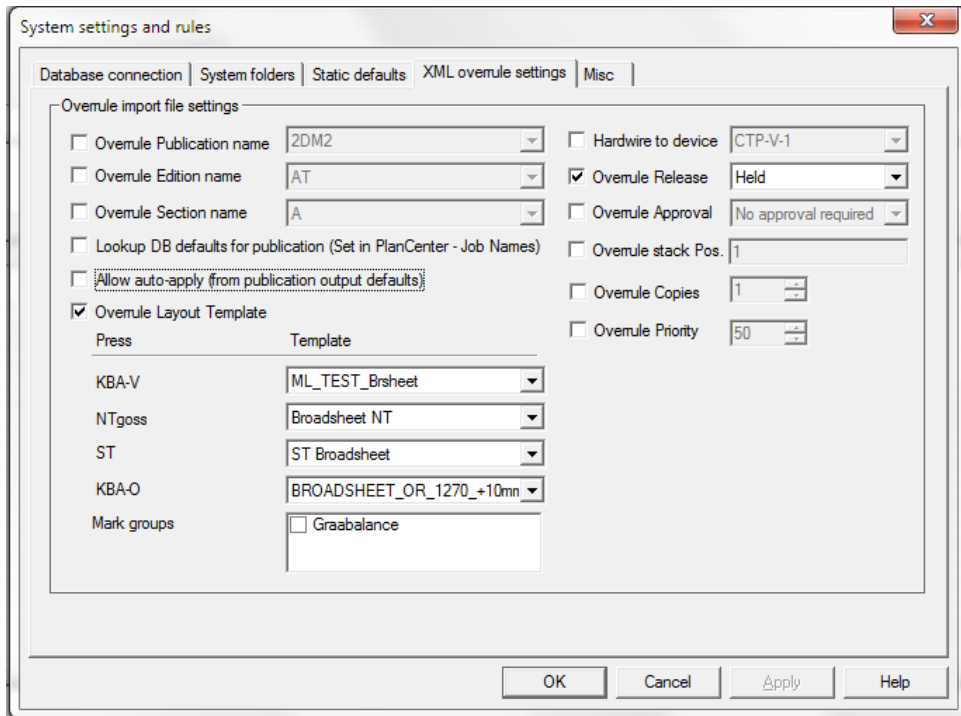 System settings and rules
Database connection
System folders
Static defaults
XML overrule settings
Misc
Overrule import file settings
Overrule Publication name
2DM2
Overrule Edition name
AT
Overrule Section name
A
Lookup DB defaults for publication (Set in PlanCenter - Job Names)
Allow auto-apply (from publication output defaults)
Overrule Layout Template
Press
Template
KBA-V
ML_TEST_Brsheet
NTgoss
Broadsheet NT
ST
ST Broadsheet
KBA-O
BROADSHEET_OR_1270_+10mm
Mark groups
Graabalance
Hardwire to device
CTP-V-1
Overrule Release
Held
Overrule Approval
No approval required
Overrule stack Pos.
1
Overrule Copies
1
Overrule Priority
50
OK
Cancel
Apply
Help